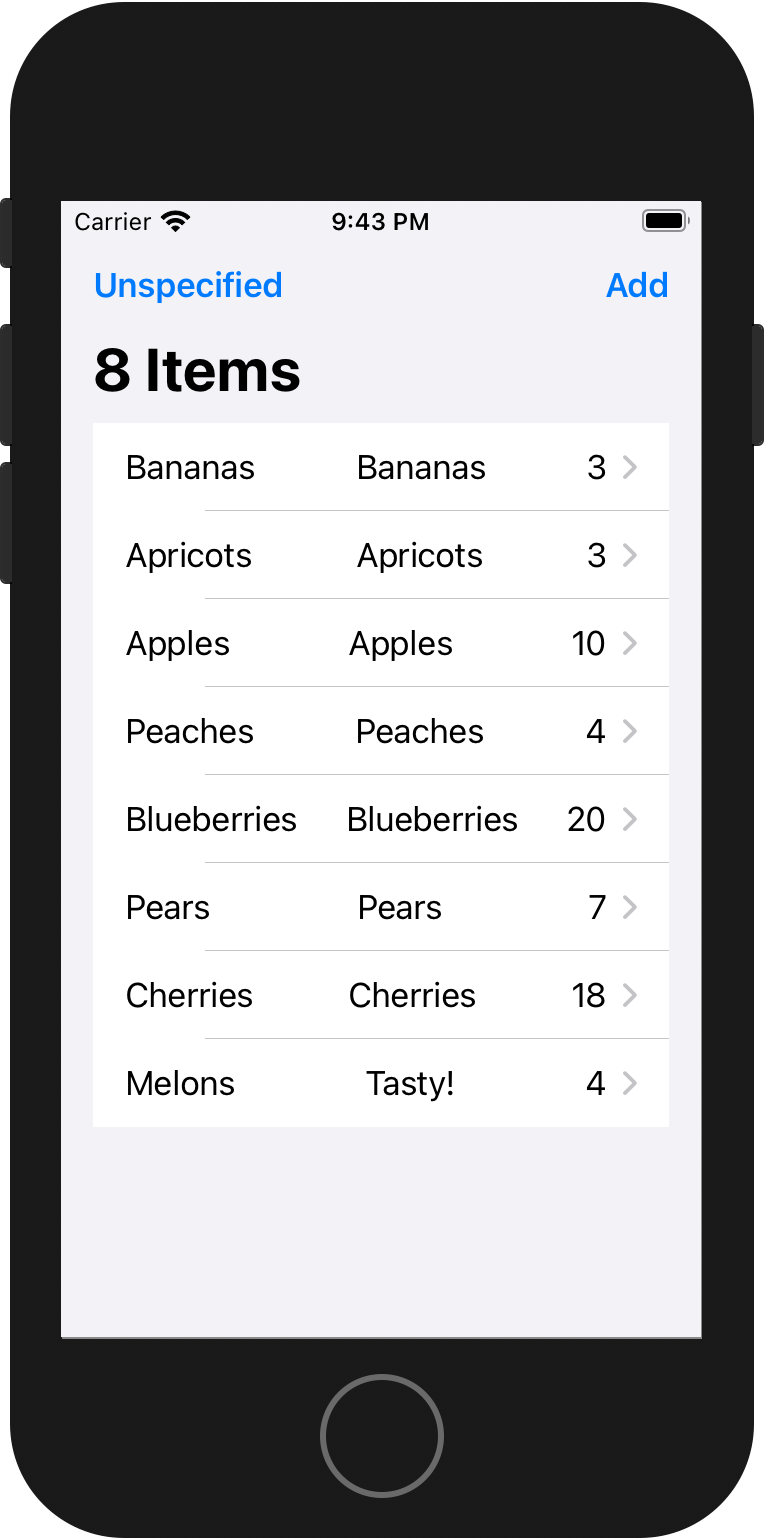 Carrier 9:43 PM
Unspecified Add
8 Items
Bananas Bananas 3
Apricots Apricots 3
Apples Apples 10
Peaches Peaches 4
Blueberries Blueberries 20
Pears Pears 7
Cherries Cherries 18
Melons Tasty! 4